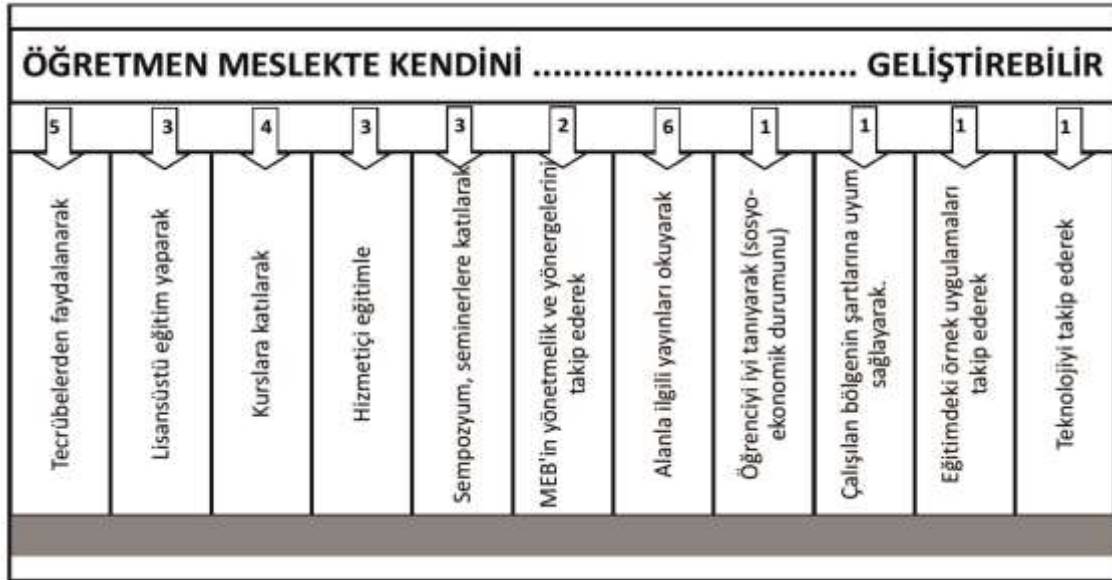 ÖĞRETMEN MESLEKTE KENDİNİ ................................ GELİŞTİREBİLİR
5
3
4
3
3
2
6
1
1
1
1
Tecrübelerden faydalanarak
Lisansüstü eğitim yaparak
Kurslara katılarak
Hizmetiçi eğitimle
Sempozyum, seminerlere katılarak
MEB'in yönetmelik ve yönergelerini
takip ederek
Alanla ilgili yayınları okuyarak
Öğrenciyi iyi tanıyarak (sosyo-
ekonomik durumunu)
Çalışılan bölgenin şartlarına uyum
sağlayarak.
Eğitimdeki örnek uygulamaları
takip ederek
Teknolojiyi takip ederek